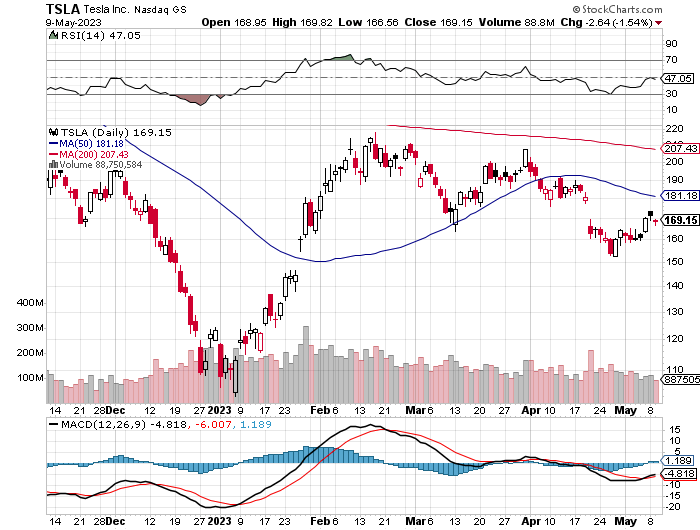 TSLA Tesla Inc. Nasdaq GS
© StockCharts.com
9-May-2023
Open 168.95 High 169.82 Low 166.56 Close 169.15 Volume 88.8M Chg -2.64 (-1.54%)
RSI(14) 47.05
90
70
50
47.05
30
10
TSLA (Daily) 169.15
MA(50) 181.18
MA(200) 207.43
Volume 88,750,584
220
210
207.43
200
190
181.18
170
169.15
160
150
140
130
120
110
400M
300M
200M
100M
887505
14 21 28 Dec 12 19 27 2023 9 17 23 Feb 6 13 21 Mar 6 13 20 27 Apr 10 17 24 May 8
MACD(12,26,9) -4.818, -6.007, 1.189
15
10
5
1.189
-4.818
-10
-15
-20
14 21 28 Dec 12 19 27 2023 9 17 23 Feb 6 13 21 Mar 6 13 20 27 Apr 10 17 24 May 8